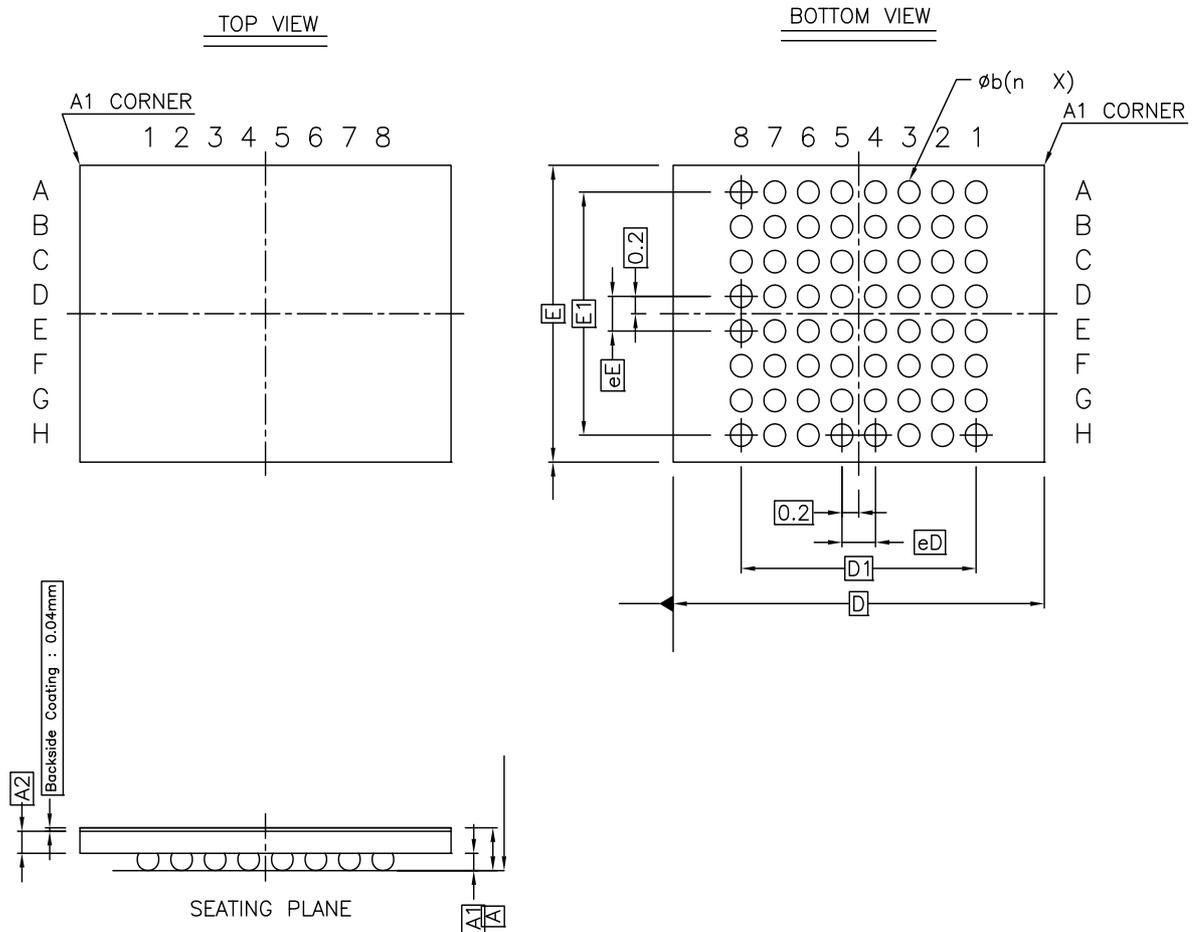 TOP VIEW
A1 CORNER
1 2 3 4 5 6 7 8
A
B
C
D
E
F
G
H
BOTTOM VIEW
øb(n X)
A1 CORNER
8 7 6 5 4 3 2 1
A
B
C
D
E
F
G
H
0.2
E
E1
eE
0.2
eD
D1
D
Backside Coating : 0.04mm
A2
A1
A
SEATING PLANE